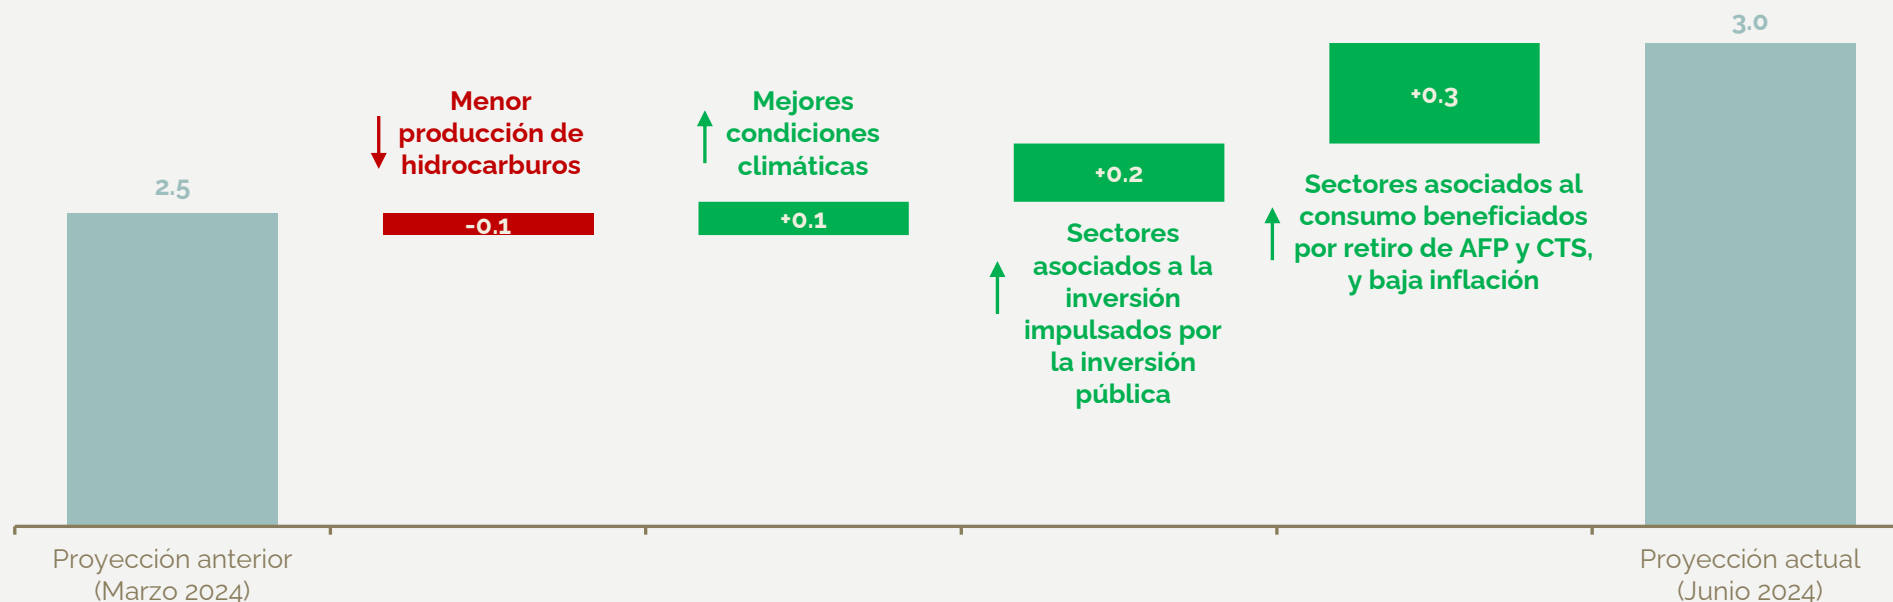 2.5
Menor
producción de
hidrocarburos
-0.1
Mejores
condiciones
climáticas
+0.1
+0.2
Sectores
asociados a la
inversión
impulsados por
la inversión
pública
+0.3
Sectores asociados al
consumo beneficiados
por retiro de AFP y CTS,
y baja inflación
3.0
Proyección anterior
(Marzo 2024)
Proyección actual
(Junio 2024)